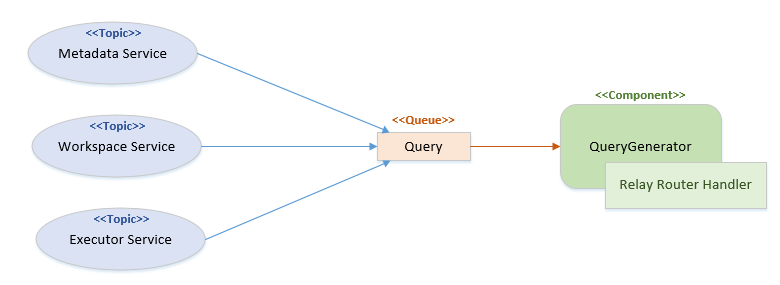 <<Topic>>
Metadata Service
<<Topic>>
Workspace Service
<<Topic>>
Executor Service
<<Queue>>
Query
<<Component>>
QueryGenerator
Relay Router Handler